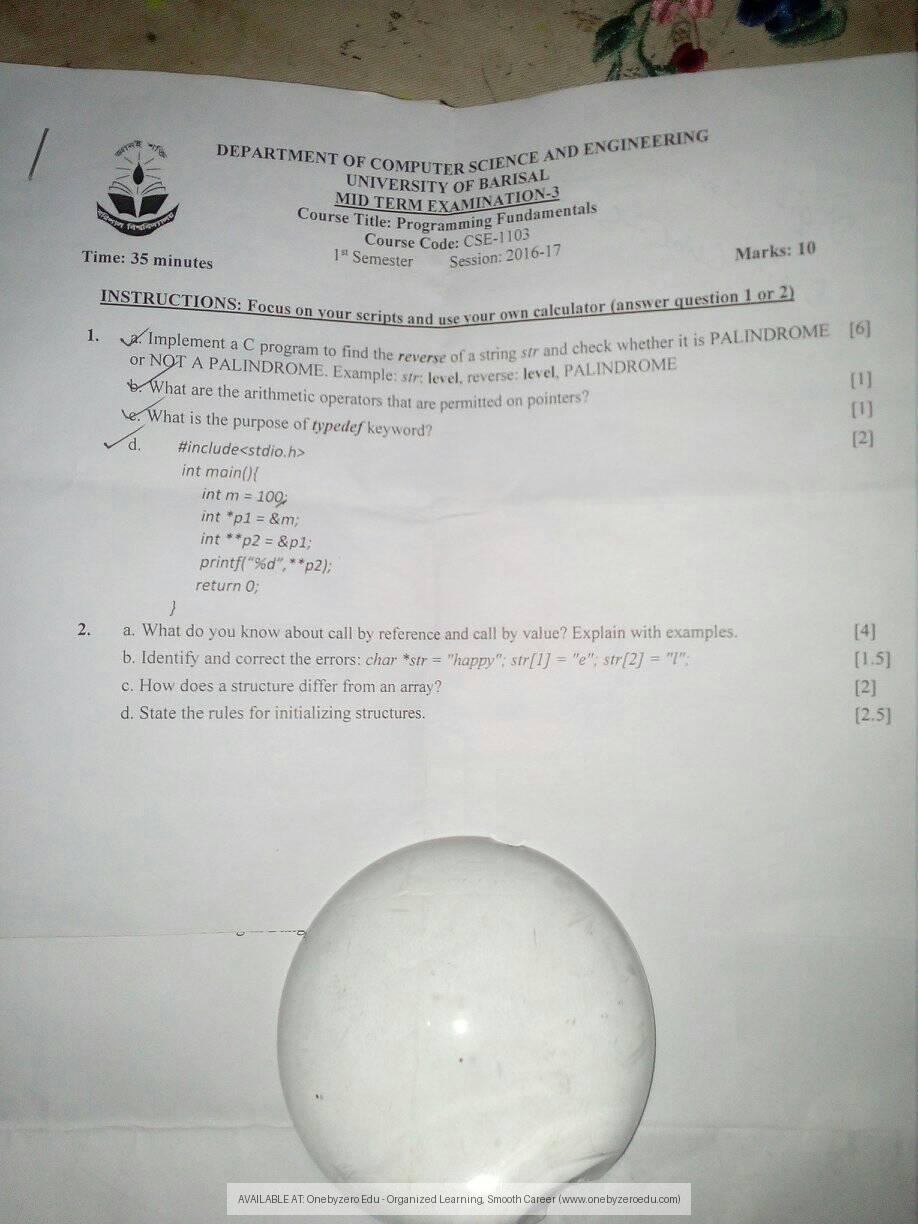 জ্ঞানই শক্তি
বরিশাল বিশ্ববিদ্যালয়
DEPARTMENT OF COMPUTER SCIENCE AND ENGINEERING
UNIVERSITY OF BARISAL
MID TERM EXAMINATION-3
Course Title: Programming Fundamentals
Course Code: CSE-1103
1st Semester Session: 2016-17
Time: 35 minutes Marks: 10
INSTRUCTIONS: Focus on your scripts and use your own calculator (answer question 1 or 2)
1. a. Implement a C program to find the reverse of a string str and check whether it is PALINDROME [6]
or NOT A PALINDROME. Example: str: level, reverse: level, PALINDROME
b. What are the arithmetic operators that are permitted on pointers? [1]
c. What is the purpose of typedef keyword? [1]
d. #include<stdio.h> [2]
int main(){
int m = 100;
int *p1 = &m;
int **p2 = &p1;
printf("%d",**p2);
return 0;
}
2. a. What do you know about call by reference and call by value? Explain with examples. [4]
b. Identify and correct the errors: char *str = "happy"; str[1] = "e"; str[2] = "l"; [1.5]
c. How does a structure differ from an array? [2]
d. State the rules for initializing structures. [2.5]
AVAILABLE AT: Onebyzero Edu - Organized Learning, Smooth Career (www.onebyzeroedu.com)